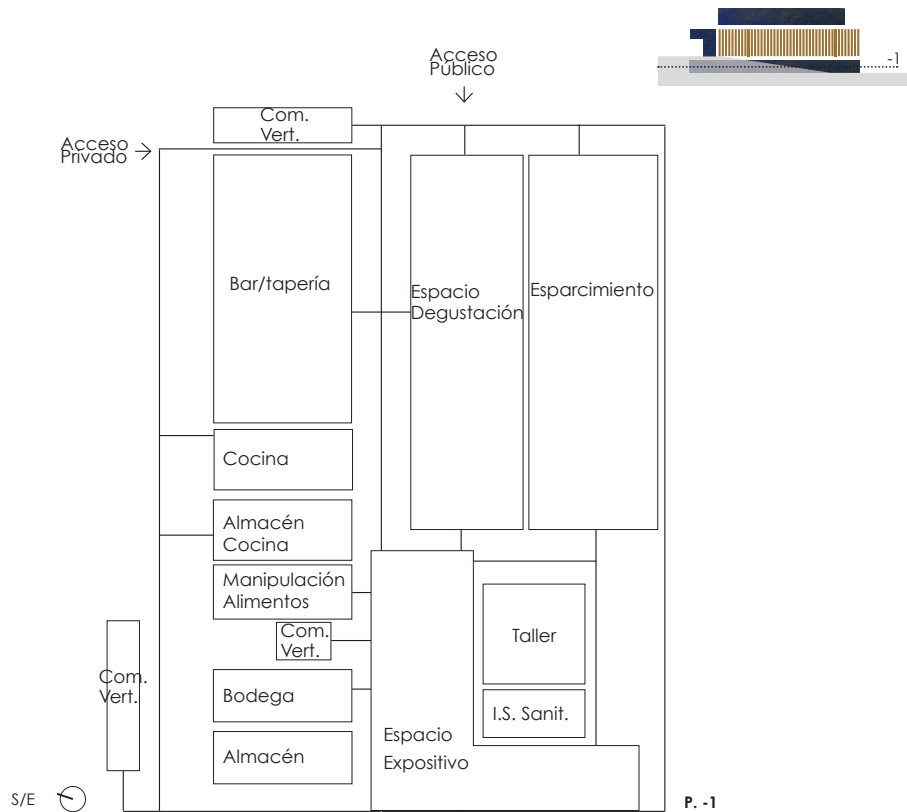 -1
Acceso
Público
Com.
Vert.
Acceso
Privado
Bar/tapería
Espacio
Degustación
Esparcimiento
Cocina
Almacén
Cocina
Manipulación
Alimentos
Com.
Vert.
Taller
Com.
Vert.
Bodega
I.S. Sanit.
Espacio
Expositivo
Almacén
S/E
P. -1